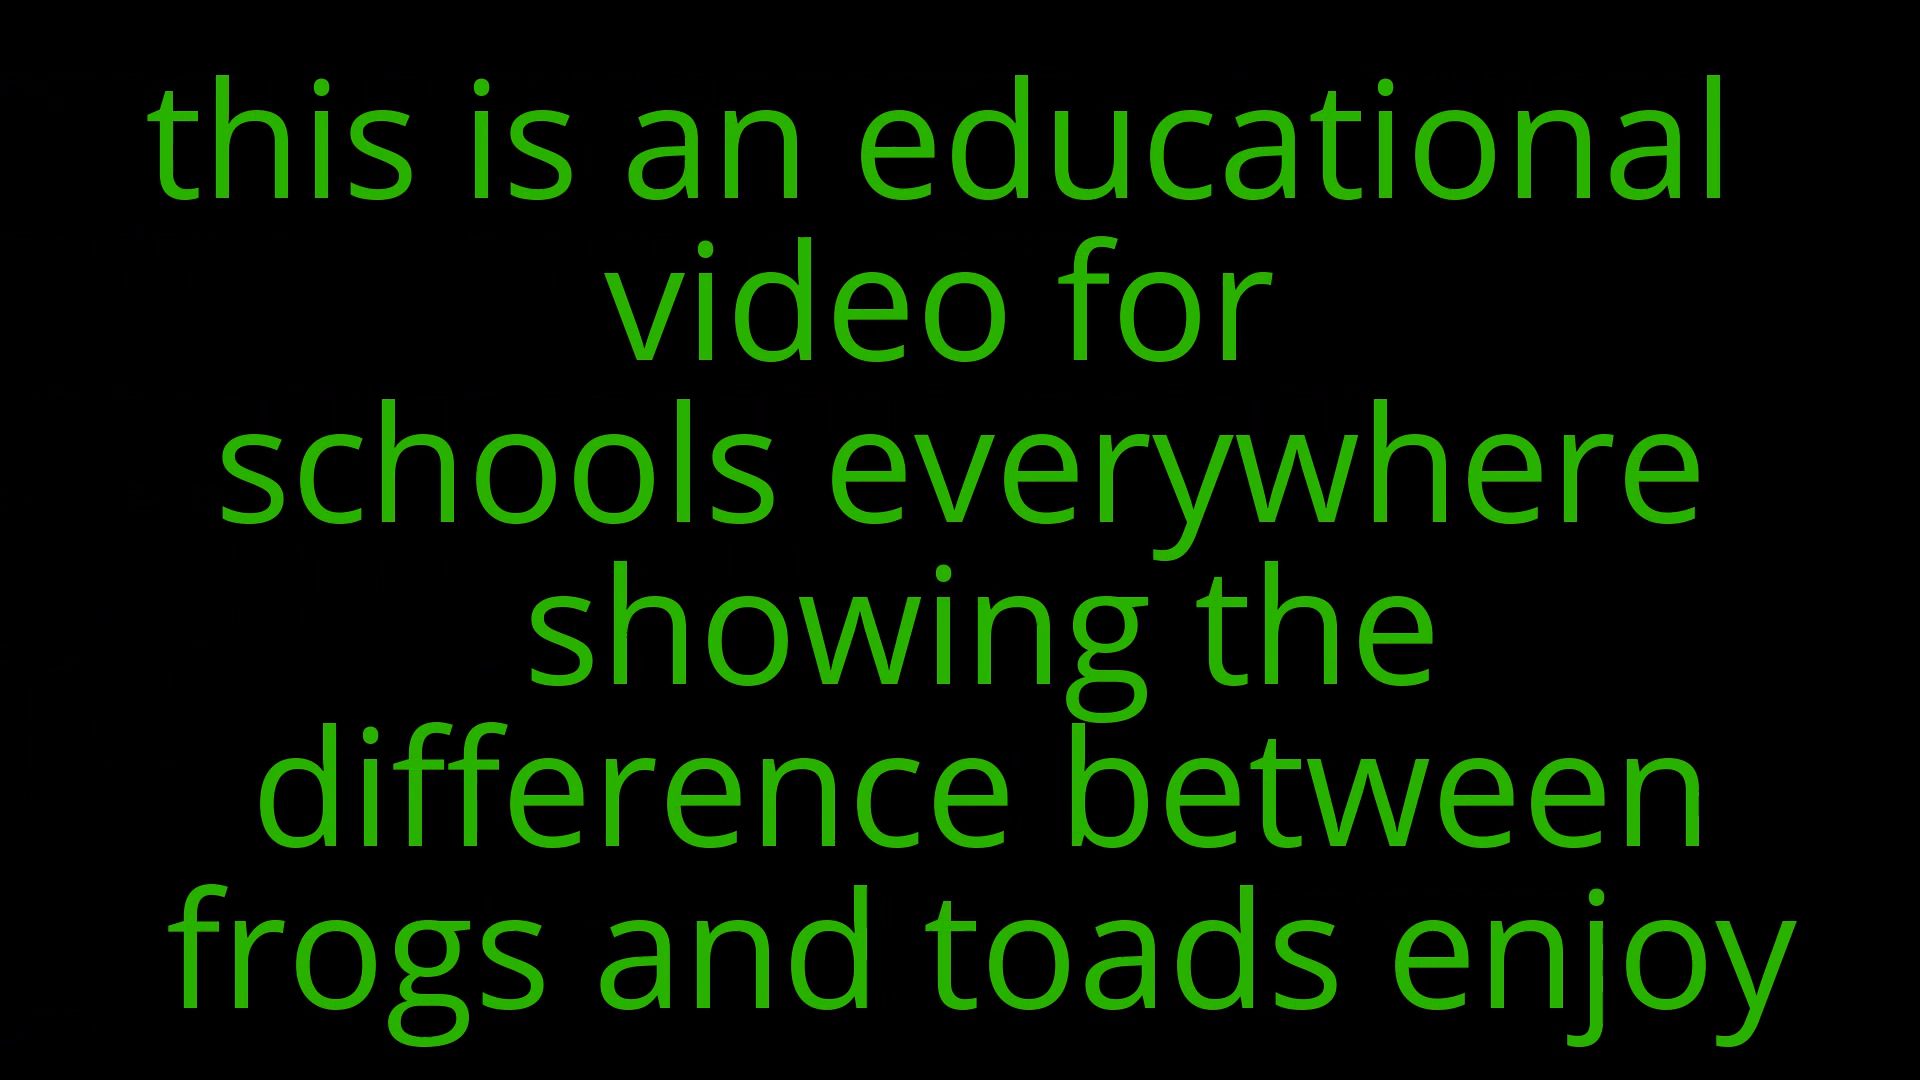 this is an educational
video for
schools everywhere
showing the
difference between
frogs and toads enjoy